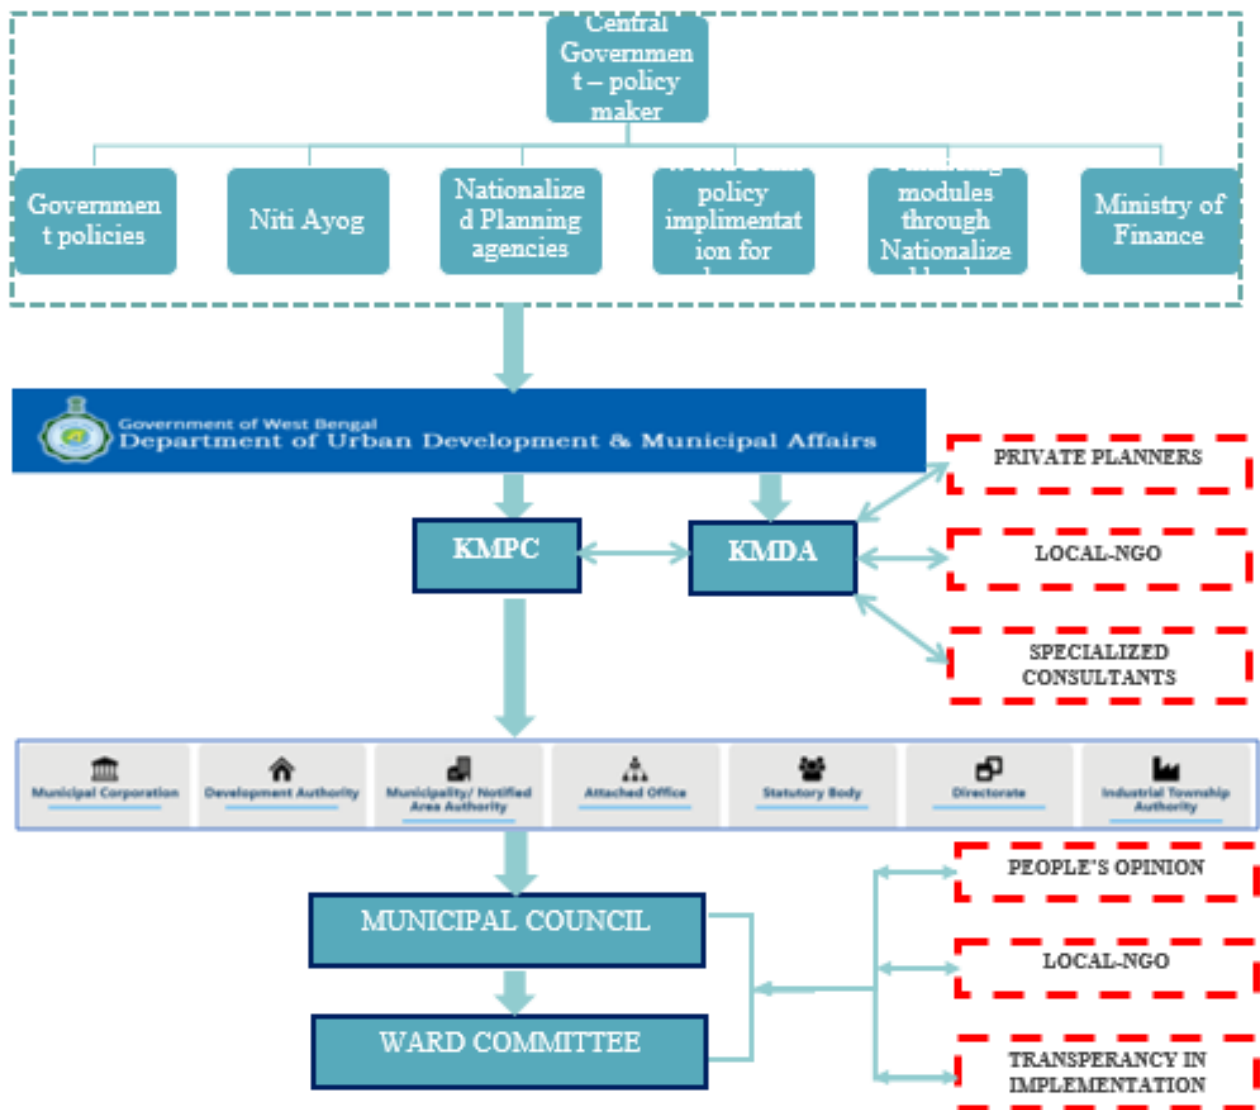 Central
Governmen
t – policy
maker
Governmen
t policies
Niti Ayog
Nationalize
d Planning
agencies
policy
implimentat
ion for
modules
through
Nationalize
Ministry of
Finance
Government of West Bengal
Department of Urban Development & Municipal Affairs
PRIVATE PLANNERS
KMPC
KMDA
LOCAL-NGO
SPECIALIZED
CONSULTANTS
Municipal Corporation
Development Authority
Municipality/ Notified
Area Authority
Attached Office
Statutory Body
Directorate
Industrial Township
Authority
PEOPLE'S OPINION
MUNICIPAL COUNCIL
LOCAL-NGO
WARD COMMITTEE
TRANSPERANCY IN
IMPLEMENTATION